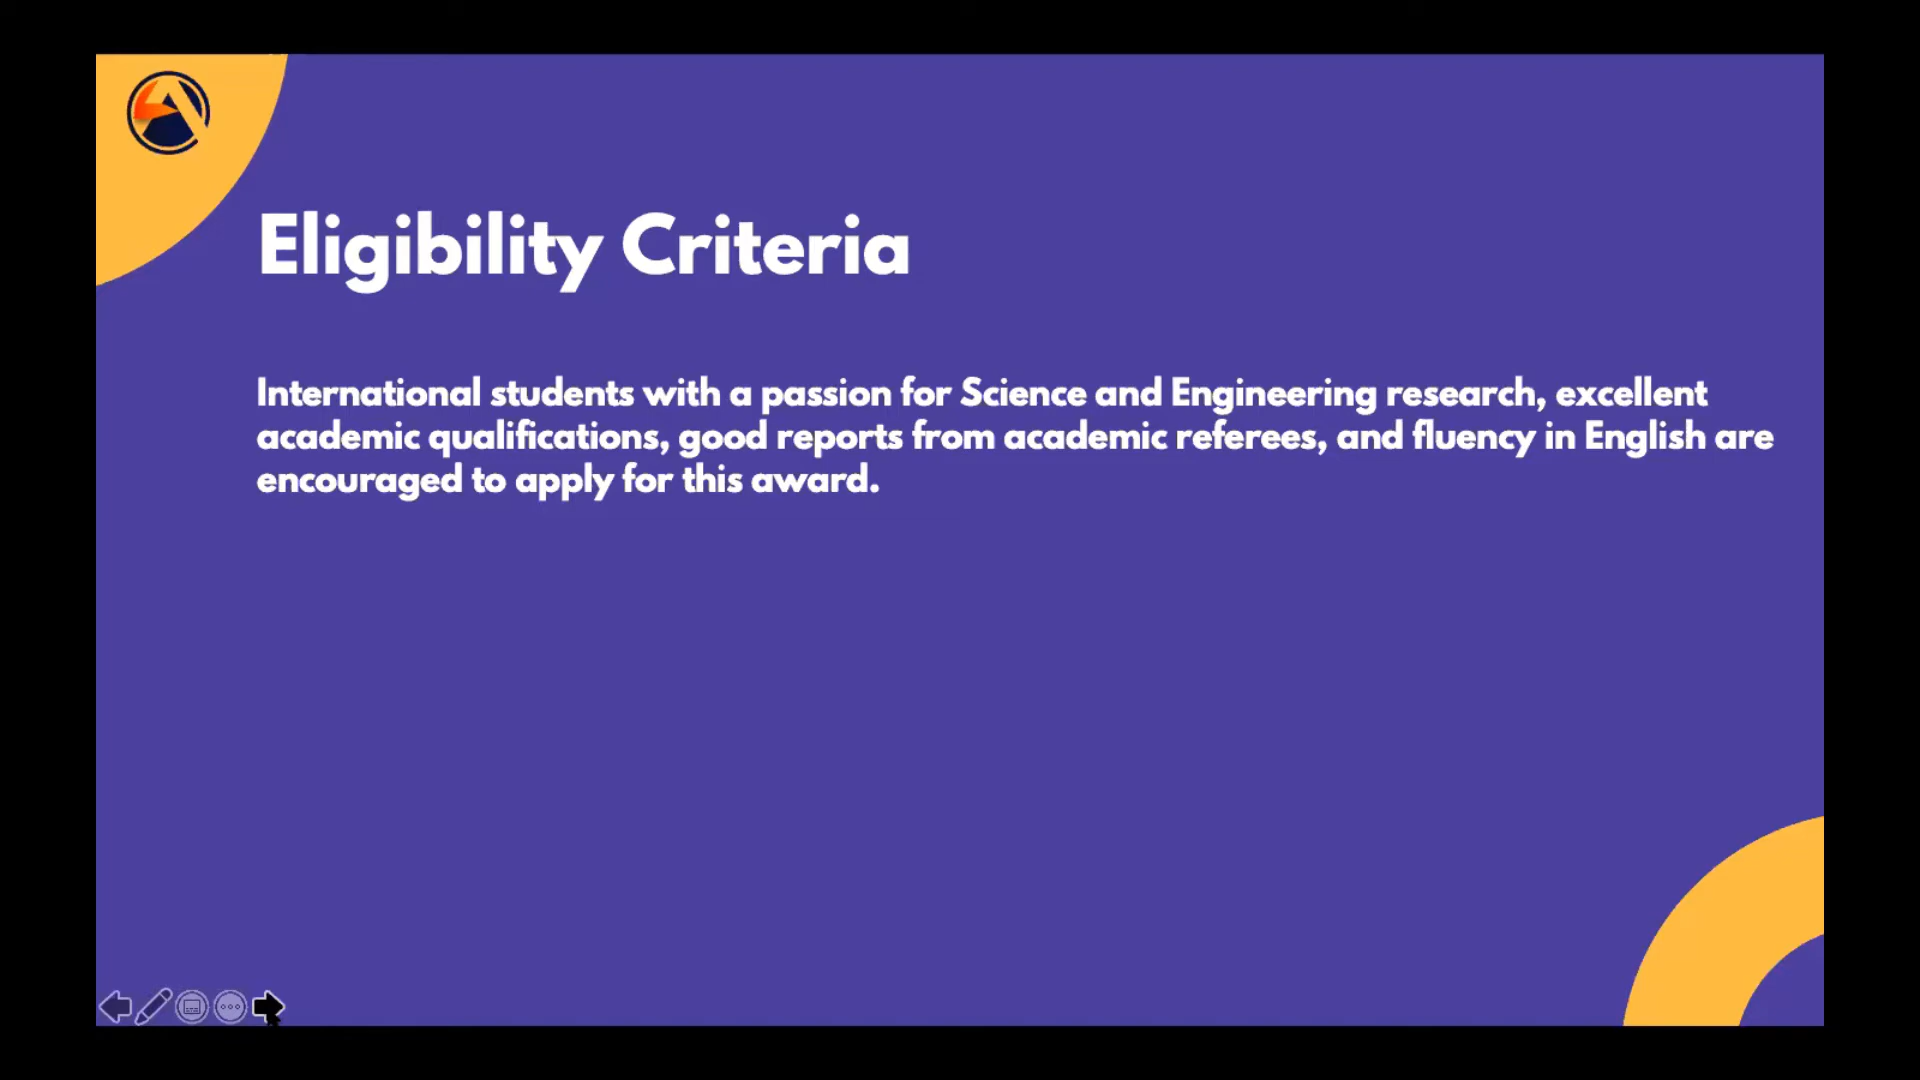 Eligibility Criteria
International students with a passion for Science and Engineering research, excellent
academic qualifications, good reports from academic referees, and fluency in English are
encouraged to apply for this award.